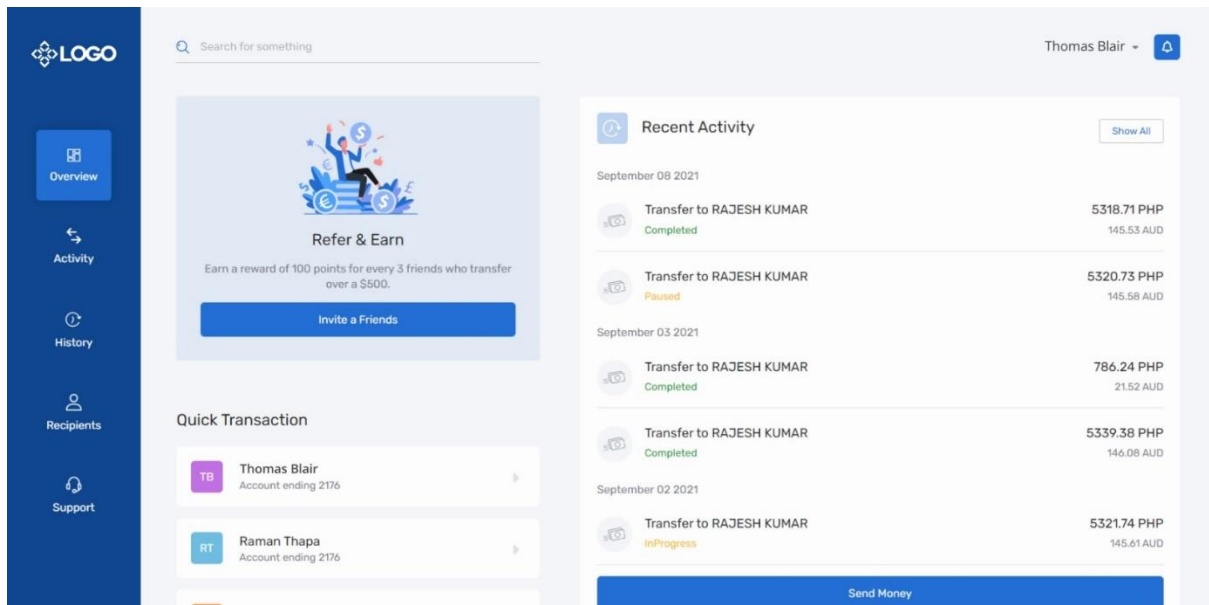 LOGO
Search for something
Thomas Blair
Overview
Activity
History
Recipients
Support
Refer & Earn
Earn a reward of 100 points for every 3 friends who transfer
over a $500.
Invite a Friends
Quick Transaction
TB
Thomas Blair
Account ending 2176
RT
Raman Thapa
Account ending 2176
Recent Activity
Show All
September 08 2021
Transfer to RAJESH KUMAR
5318.71 PHP
Completed
145.53 AUD
Transfer to RAJESH KUMAR
5320.73 PHP
Paused
145.58 AUD
September 03 2021
Transfer to RAJESH KUMAR
786.24 PHP
Completed
21.52 AUD
Transfer to RAJESH KUMAR
5339.38 PHP
Completed
146.08 AUD
September 02 2021
Transfer to RAJESH KUMAR
5321.74 PHP
InProgress
145.61 AUD
Send Money